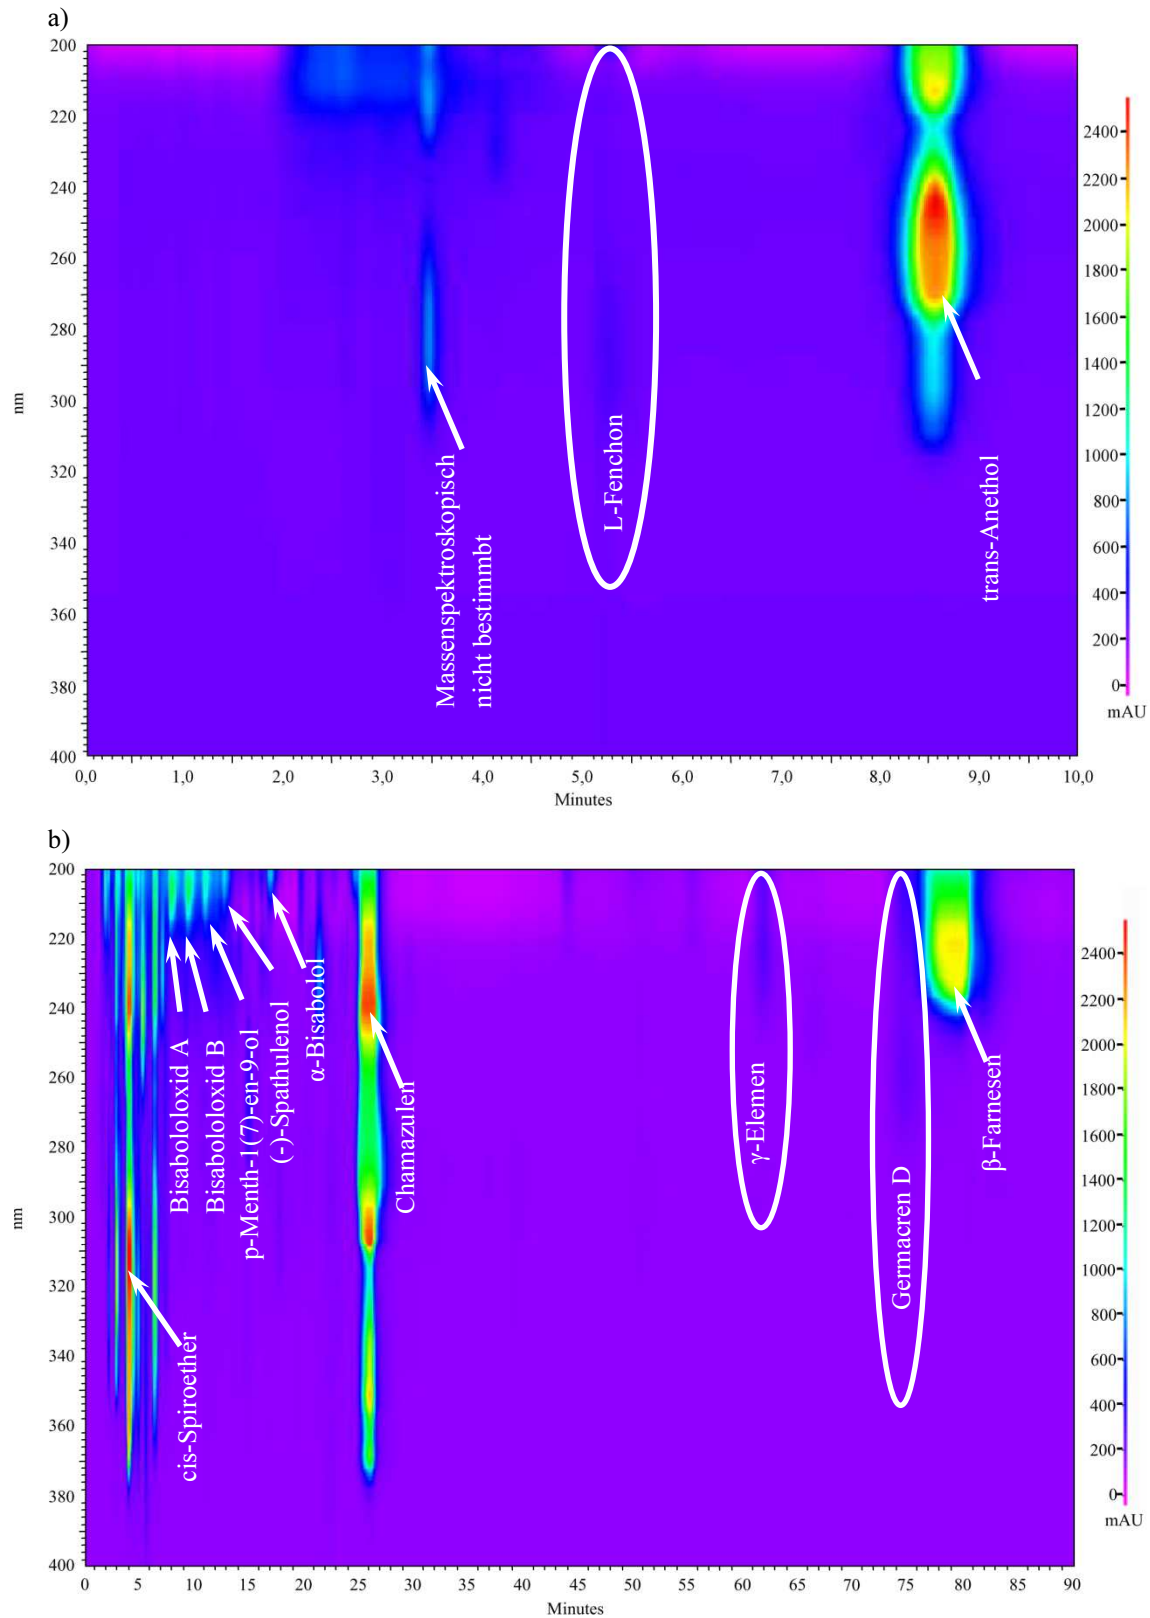 a)
200
220
240
260
280
300
320
340
360
380
400
nm
0,0 1,0 2,0 3,0 4,0 5,0 6,0 7,0 8,0 9,0 10,0
Minutes
Massenspektroskopisch
nicht bestimmbt
L-Fenchon
trans-Anethol
2400
2200
2000
1800
1600
1400
1200
1000
800
600
400
200
0
mAU
b)
200
220
240
260
280
300
320
340
360
380
400
nm
0 5 10 15 20 25 30 35 40 45 50 55 60 65 70 75 80 85 90
Minutes
cis-Spiroether
Bisabololoxid A
Bisabololoxid B
p-Menth-1(7)-en-9-ol
(-)-Spathulenol
α-Bisabolol
Chamazulen
γ-Elemen
Germacren D
β-Farnesen
2400
2200
2000
1800
1600
1400
1200
1000
800
600
400
200
0
mAU